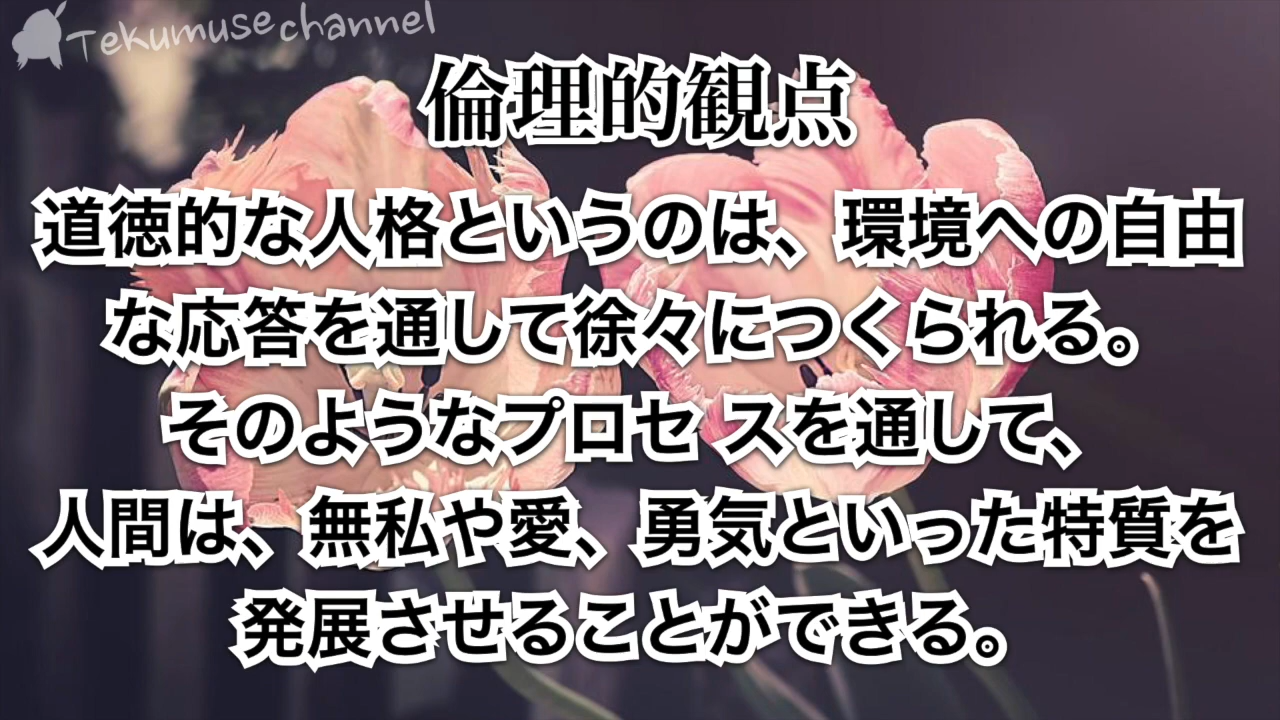 Tekumuse channel
倫理的観点
道徳的な人格というのは、環境への自由
な応答を通して徐々につくられる。
そのようなプロセ スを通して、
人間は、無私や愛、勇気といった特質を
発展させることができる。